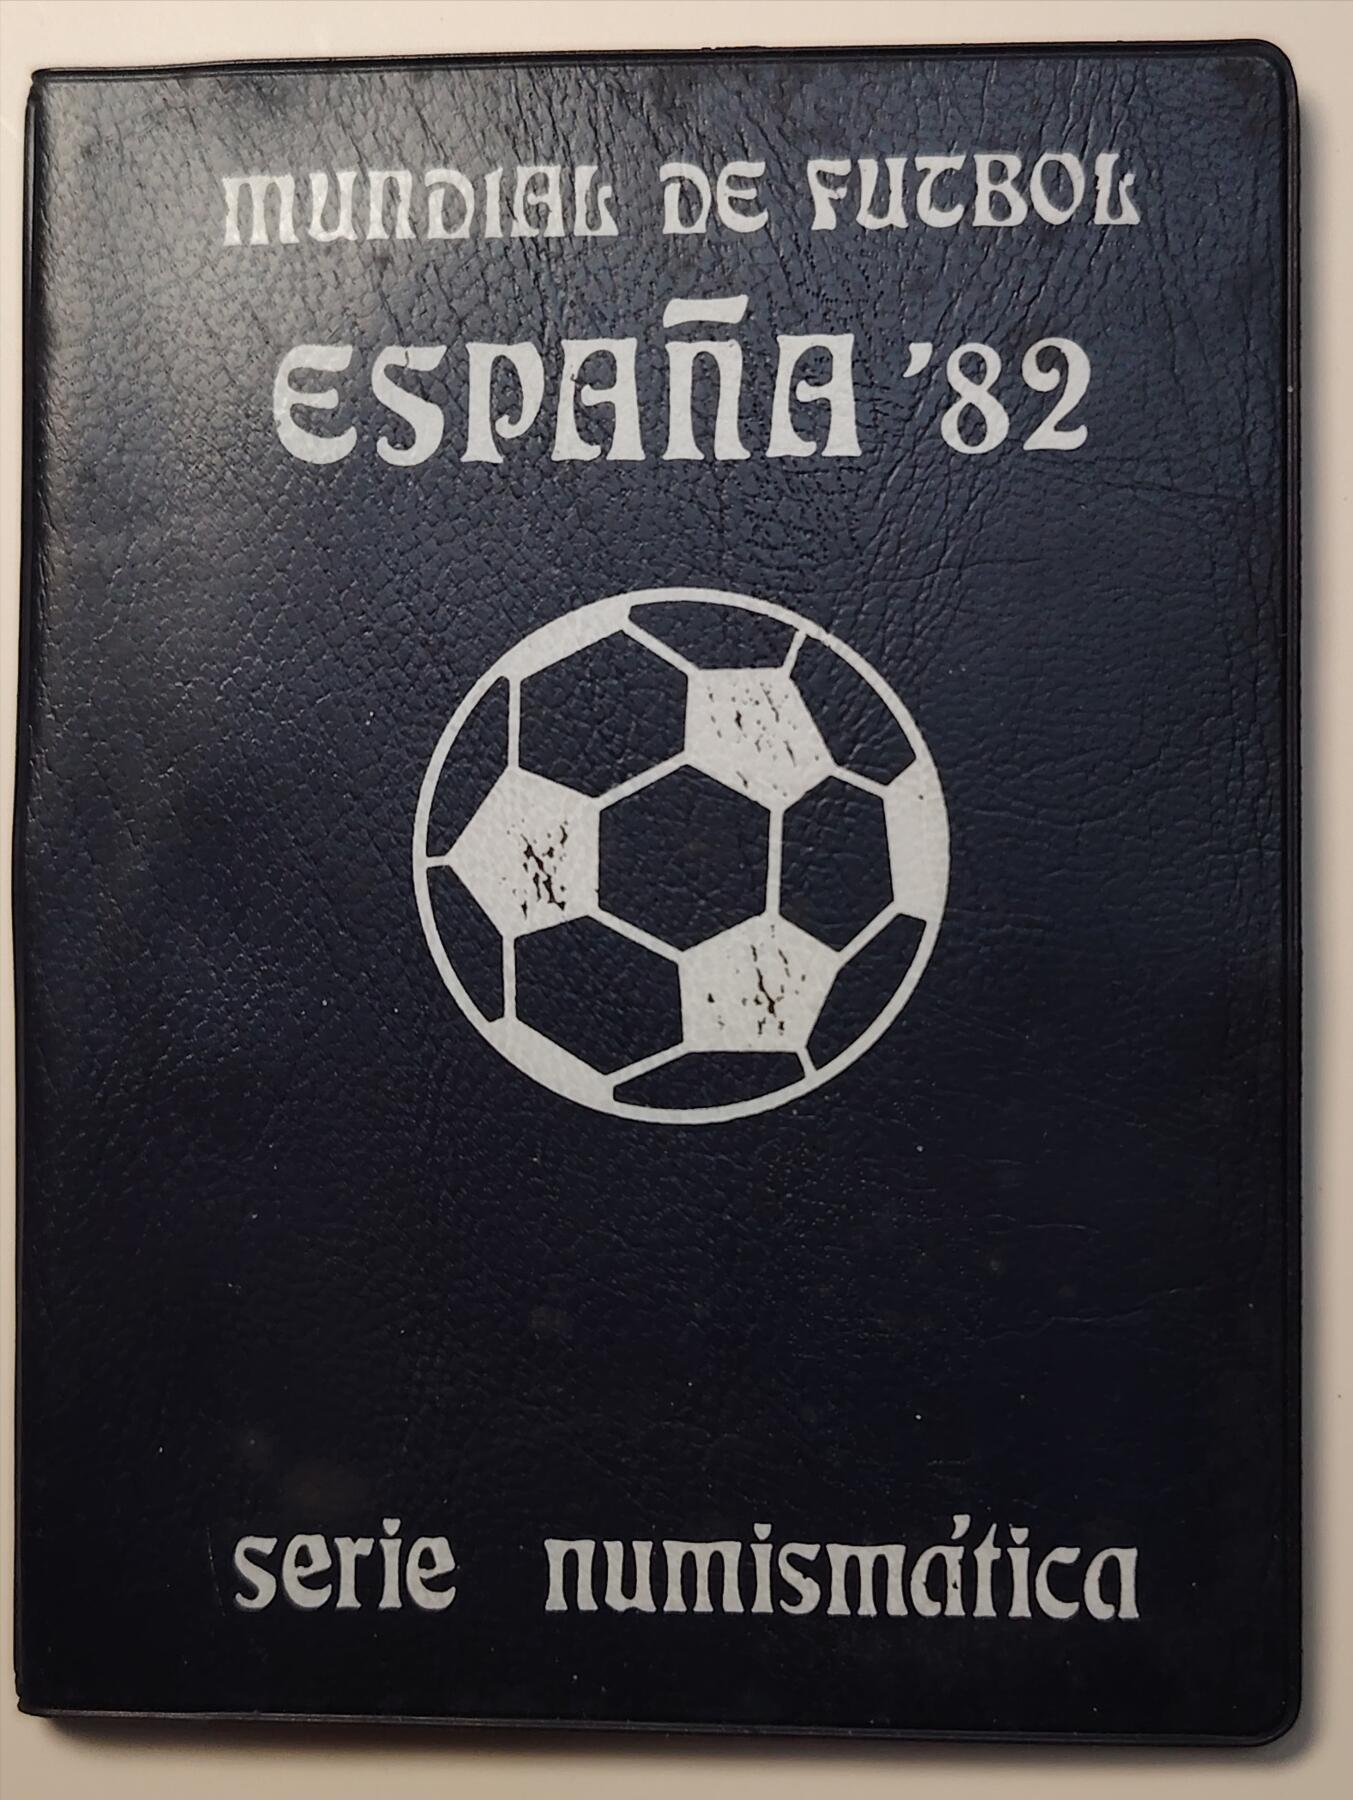 MUNDIAL DE FUTBOL
ESPAÑA '82
serie numismática